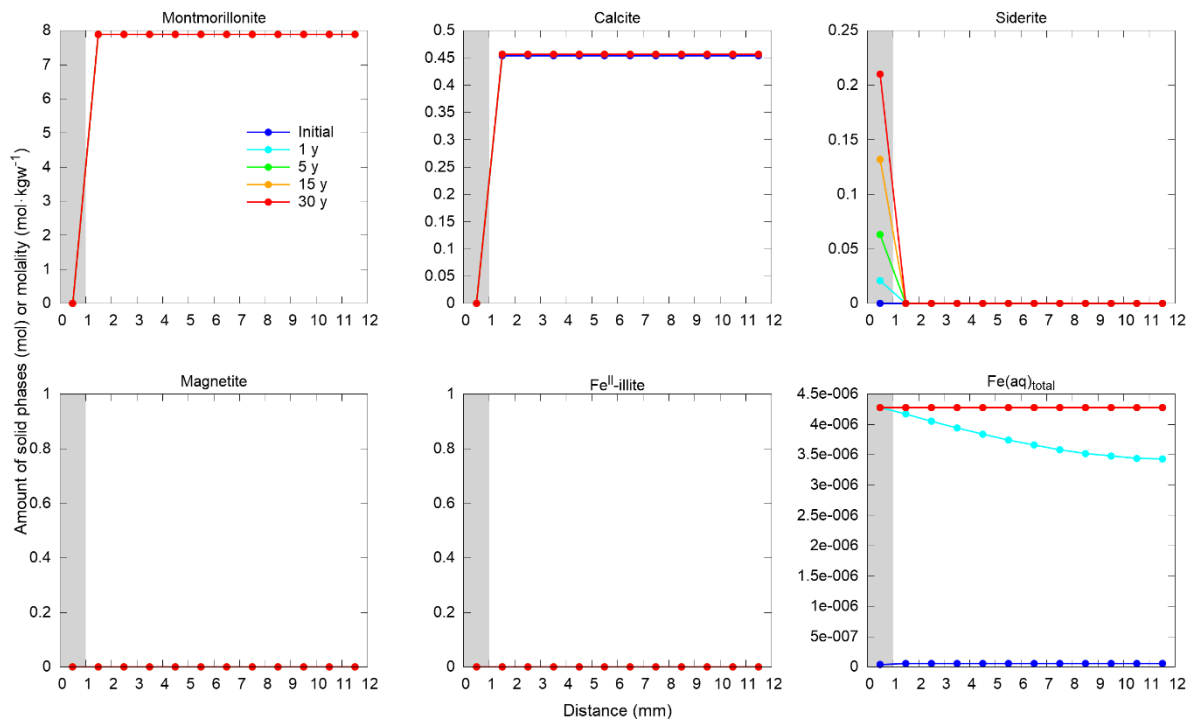 Montmorillonite
8
7
6
5
4
3
2
1
0
0 1 2 3 4 5 6 7 8 9 10 11 12
Initial
1 y
5 y
15 y
30 y
Calcite
0.5
0.45
0.4
0.35
0.3
0.25
0.2
0.15
0.1
0.05
0
0 1 2 3 4 5 6 7 8 9 10 11 12
Siderite
0.25
0.2
0.15
0.1
0.05
0
0 1 2 3 4 5 6 7 8 9 10 11 12
Amount of solid phases (mol) or molality (mol·kgw⁻¹)
Magnetite
1
0.8
0.6
0.4
0.2
0
0 1 2 3 4 5 6 7 8 9 10 11 12
Feᴵᴵ-illite
1
0.8
0.6
0.4
0.2
0
0 1 2 3 4 5 6 7 8 9 10 11 12
Fe(aq)total
4.5e-006
4e-006
3.5e-006
3e-006
2.5e-006
2e-006
1.5e-006
1e-006
5e-007
0
0 1 2 3 4 5 6 7 8 9 10 11 12
Distance (mm)